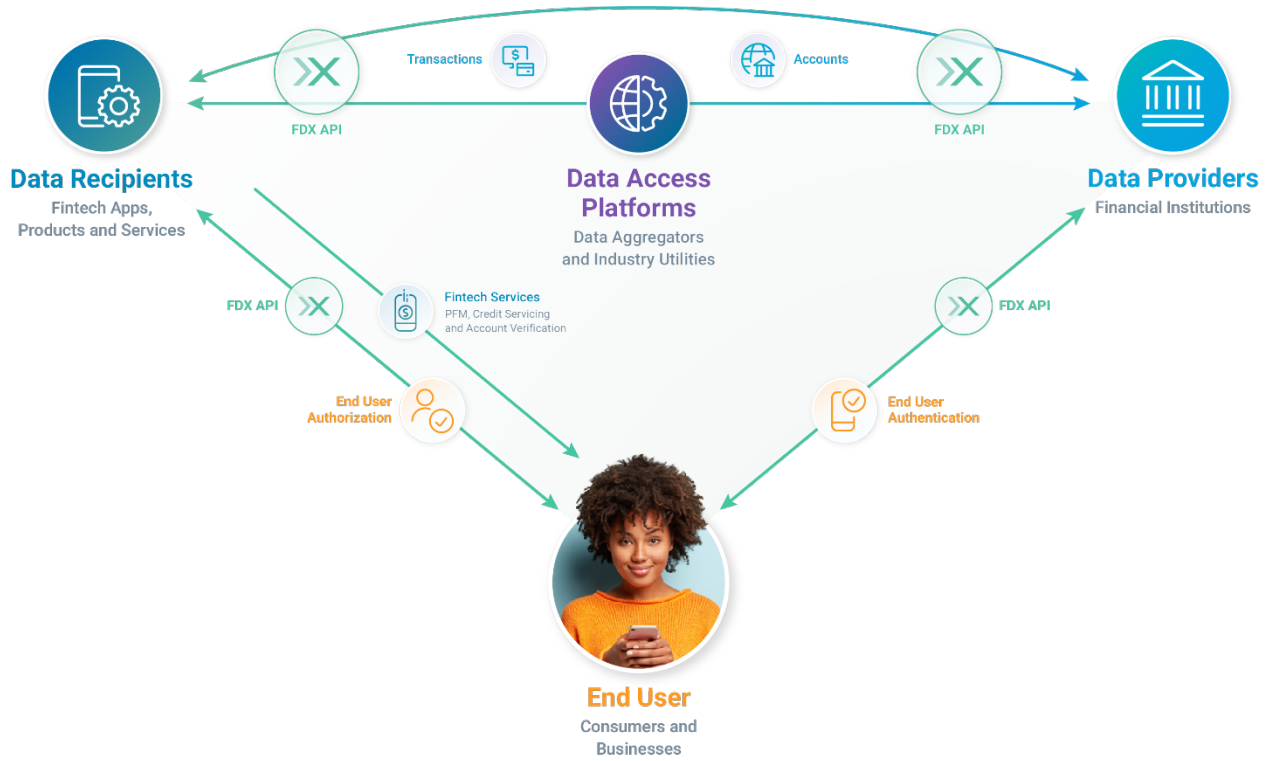 Transactions
Accounts
FDX API
FDX API
Data Recipients
Fintech Apps,
Products and Services
Data Access
Platforms
Data Aggregators
and Industry Utilities
Data Providers
Financial Institutions
FDX API
Fintech Services
PFM, Credit Servicing
and Account Verification
FDX API
End User
Authorization
End User
Authentication
End User
Consumers and
Businesses